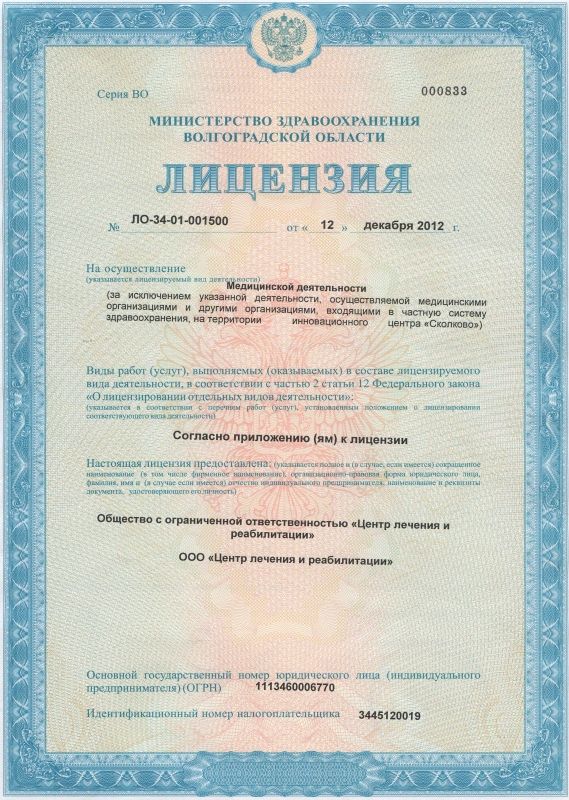 Серия ВО
000833
МИНИСТЕРСТВО ЗДРАВООХРАНЕНИЯ
ВОЛГОГРАДСКОЙ ОБЛАСТИ
ЛИЦЕНЗИЯ
№ ЛО-34-01-001500 от « 12 » декабря 2012 г.
На осуществление
(указывается лицензируемый вид деятельности)
Медицинской деятельности
(за исключением указанной деятельности, осуществляемой медицинскими
организациями и другими организациями, входящими в частную систему
здравоохранения, на территории инновационного центра «Сколково»)
Виды работ (услуг), выполняемых (оказываемых) в составе лицензируемого
вида деятельности, в соответствии с частью 2 статьи 12 Федерального закона
«О лицензировании отдельных видов деятельности»:
(указывается в соответствии с перечнем работ (услуг), установленным положением о лицензировании
соответствующего вида деятельности)
Согласно приложению (ям) к лицензии
Настоящая лицензия предоставлена: (указывается полное и (в случае, если имеется) сокращенное
наименование (в том числе фирменное наименование), организационно-правовая форма юридического лица,
фамилия, имя и (в случае если имеется) отчество индивидуального предпринимателя, наименование и реквизиты
документа, удостоверяющего его личность)
Общество с ограниченной ответственностью «Центр лечения и
реабилитации»
ООО «Центр лечения и реабилитации»
Основной государственный номер юридического лица (индивидуального
предпринимателя) (ОГРН) 1113460006770
Идентификационный номер налогоплательщика 3445120019